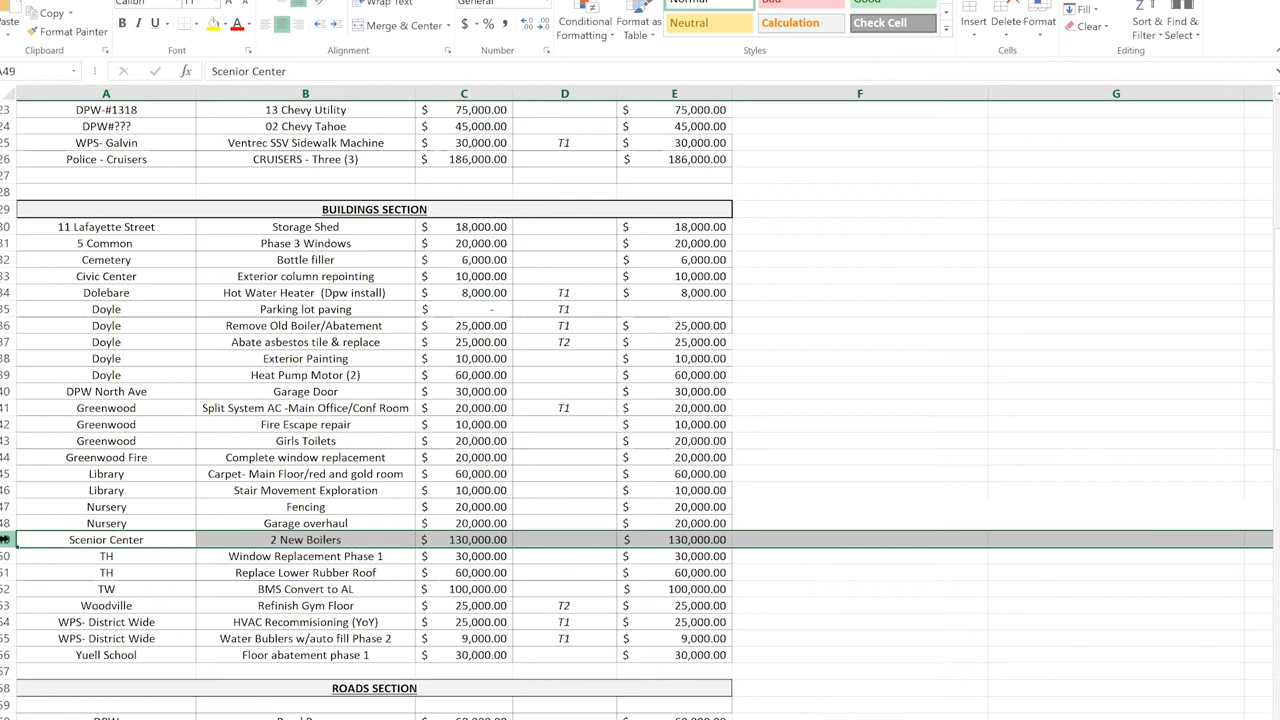 Copy
Format Painter
B I U
Wrap Text
Merge & Center
General
$ % ,
Conditional Formatting
Format as Table
Normal Bad Good
Neutral Calculation Check Cell
Insert Delete Format
Fill
Clear
Sort & Filter
Find & Select
Clipboard Font Alignment Number Styles Cells Editing
A49 fx Scenior Center
A B C D E F G
23 DPW-#1318 13 Chevy Utility $ 75,000.00 $ 75,000.00
24 DPW#??? 02 Chevy Tahoe $ 45,000.00 $ 45,000.00
25 WPS- Galvin Ventrec SSV Sidewalk Machine $ 30,000.00 T1 $ 30,000.00
26 Police - Cruisers CRUISERS - Three (3) $ 186,000.00 $ 186,000.00
27
28
29 BUILDINGS SECTION
30 11 Lafayette Street Storage Shed $ 18,000.00 $ 18,000.00
31 5 Common Phase 3 Windows $ 20,000.00 $ 20,000.00
32 Cemetery Bottle filler $ 6,000.00 $ 6,000.00
33 Civic Center Exterior column repointing $ 10,000.00 $ 10,000.00
34 Dolebare Hot Water Heater (Dpw install) $ 8,000.00 T1 $ 8,000.00
35 Doyle Parking lot paving $ - T1
36 Doyle Remove Old Boiler/Abatement $ 25,000.00 T1 $ 25,000.00
37 Doyle Abate asbestos tile & replace $ 25,000.00 T2 $ 25,000.00
38 Doyle Exterior Painting $ 10,000.00 $ 10,000.00
39 Doyle Heat Pump Motor (2) $ 60,000.00 $ 60,000.00
40 DPW North Ave Garage Door $ 30,000.00 $ 30,000.00
41 Greenwood Split System AC -Main Office/Conf Room $ 20,000.00 T1 $ 20,000.00
42 Greenwood Fire Escape repair $ 10,000.00 $ 10,000.00
43 Greenwood Girls Toilets $ 20,000.00 $ 20,000.00
44 Greenwood Fire Complete window replacement $ 20,000.00 $ 20,000.00
45 Library Carpet- Main Floor/red and gold room $ 60,000.00 $ 60,000.00
46 Library Stair Movement Exploration $ 10,000.00 $ 10,000.00
47 Nursery Fencing $ 20,000.00 $ 20,000.00
48 Nursery Garage overhaul $ 20,000.00 $ 20,000.00
Scenior Center 2 New Boilers $ 130,000.00 $ 130,000.00
50 TH Window Replacement Phase 1 $ 30,000.00 $ 30,000.00
51 TH Replace Lower Rubber Roof $ 60,000.00 $ 60,000.00
52 TW BMS Convert to AL $ 100,000.00 $ 100,000.00
53 Woodville Refinish Gym Floor $ 25,000.00 T2 $ 25,000.00
54 WPS- District Wide HVAC Recommisioning (YoY) $ 25,000.00 T1 $ 25,000.00
55 WPS- District Wide Water Bublers w/auto fill Phase 2 $ 9,000.00 T1 $ 9,000.00
56 Yuell School Floor abatement phase 1 $ 30,000.00 $ 30,000.00
57
58 ROADS SECTION
59